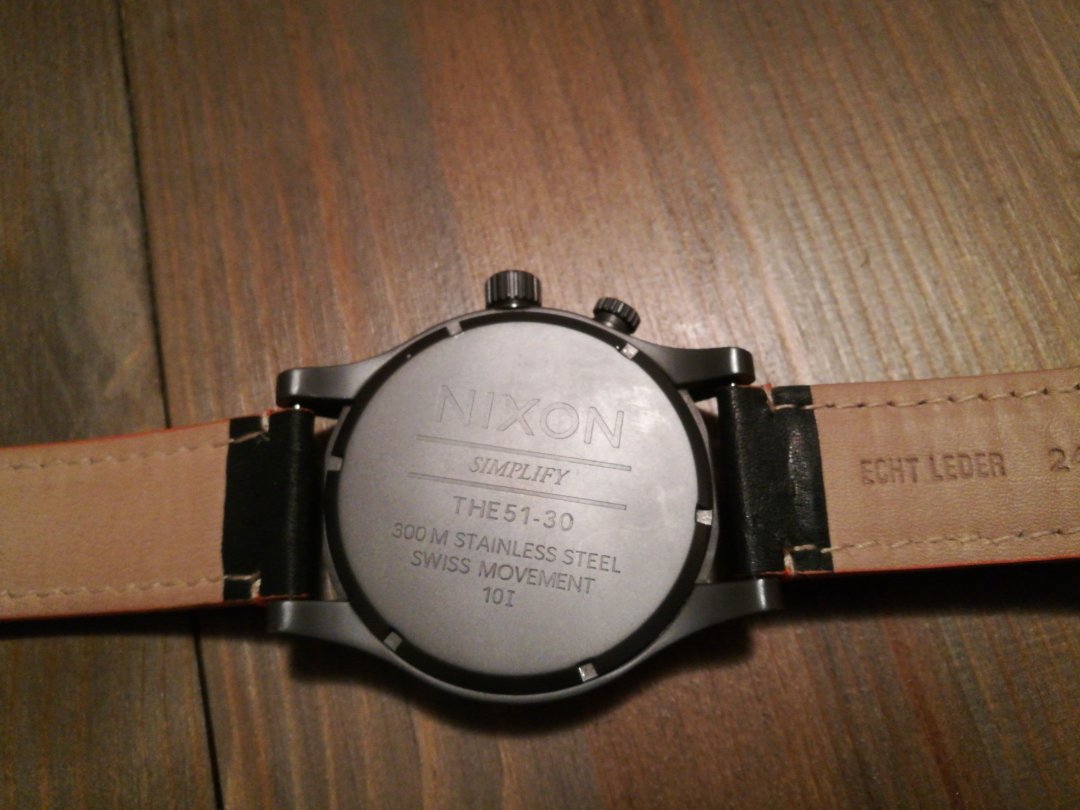 NIXON
SIMPLIFY
THE 51-30
300 M STAINLESS STEEL
SWISS MOVEMENT
10I
ECHT LEDER